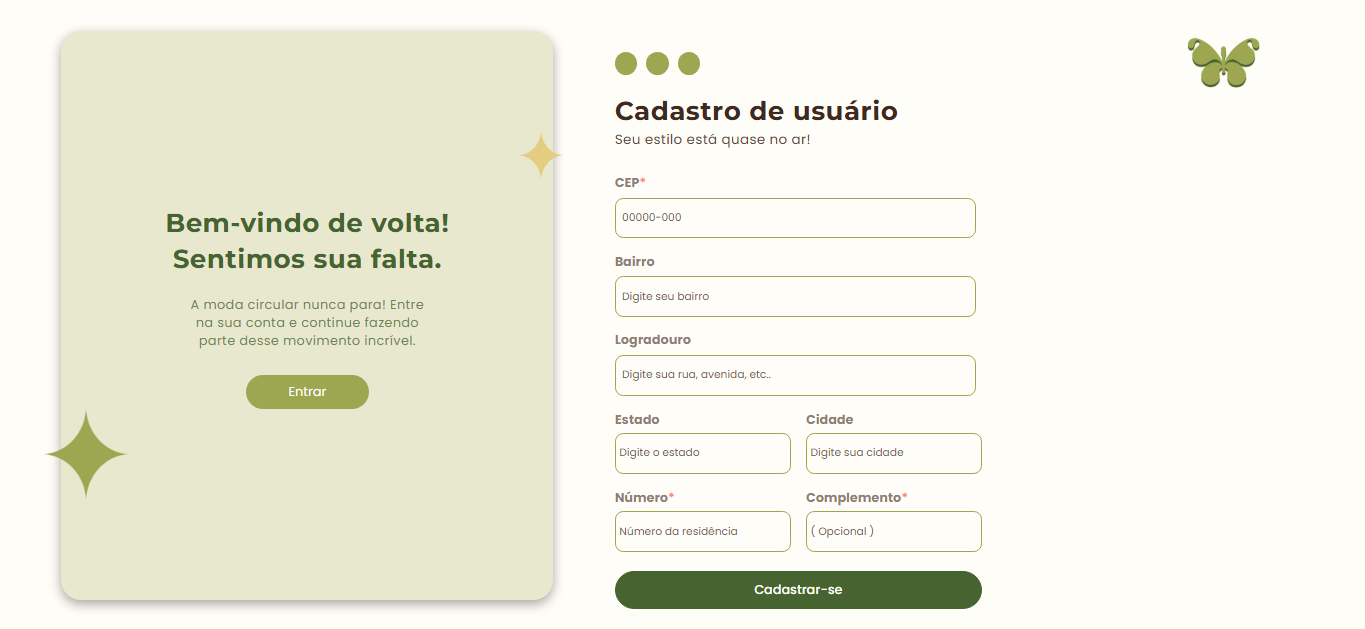 Bem-vindo de volta!
Sentimos sua falta.
A moda circular nunca para! Entre
na sua conta e continue fazendo
parte desse movimento incrível.
Entrar
Cadastro de usuário
Seu estilo está quase no ar!
CEP*
00000-000
Bairro
Digite seu bairro
Logradouro
Digite sua rua, avenida, etc..
Estado Cidade
Digite o estado Digite sua cidade
Número* Complemento*
Número da residência ( Opcional )
Cadastrar-se